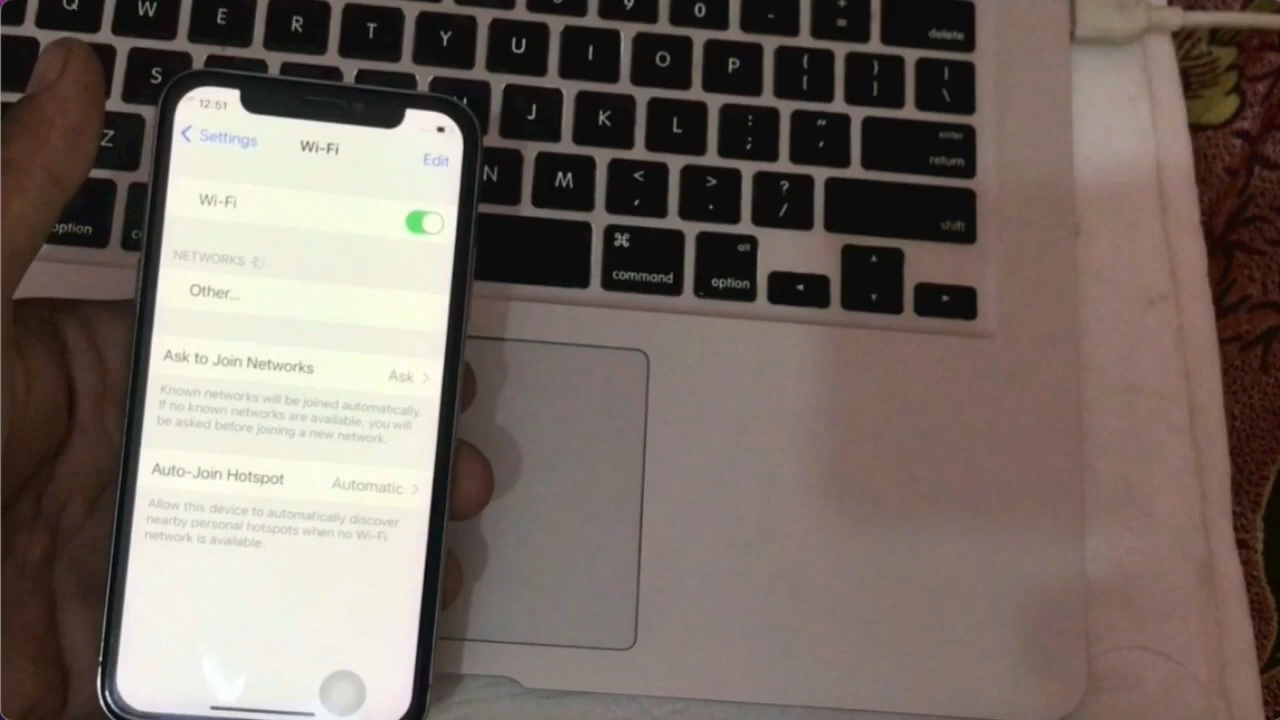 Q W E R T Y U I O P
9 0 - + =
delete
{ [ } ] | \
S
J K L : ; " '
enter
return
Z
N M < , > . ? /
shift
option
⌘
command
alt
option
12:51
Settings
Wi-Fi
Edit
Wi-Fi
NETWORKS
Other...
Ask to Join Networks
Ask
Known networks will be joined automatically.
If no known networks are available, you will
be asked before joining a new network.
Auto-Join Hotspot
Automatic
Allow this device to automatically discover
nearby personal hotspots when no Wi-Fi
network is available.